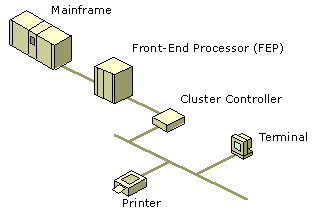 Mainframe
Front-End Processor (FEP)
Cluster Controller
Terminal
Printer